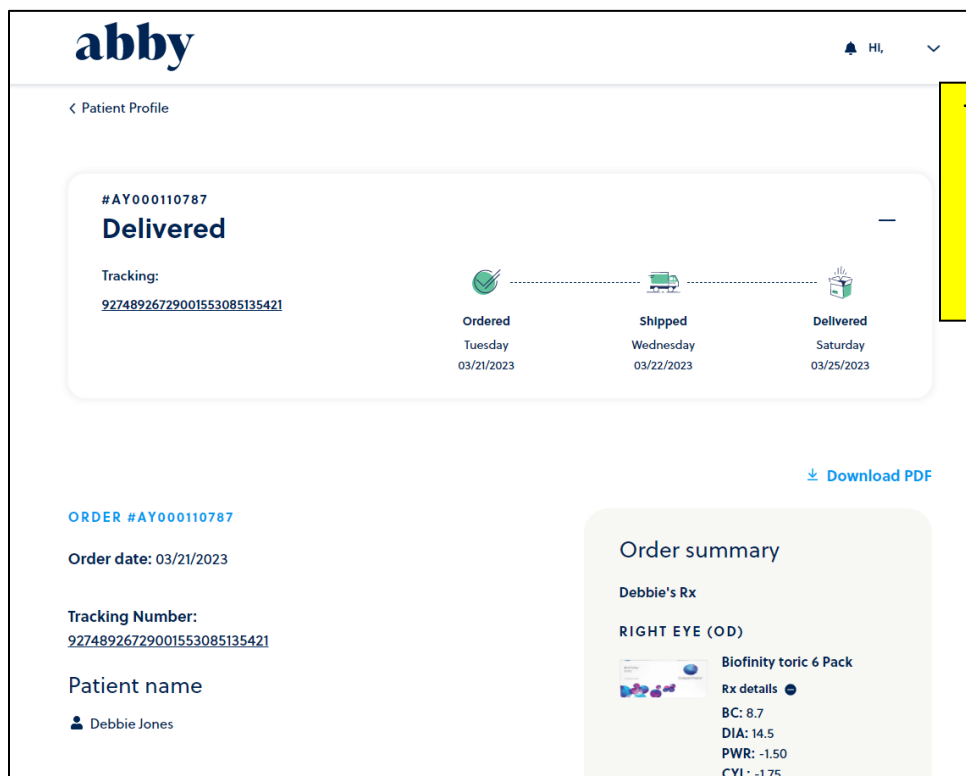 abby
HI,
Patient Profile
#AY000110787
Delivered
Tracking:
92748926729001553085135421
Ordered
Tuesday
03/21/2023
Shipped
Wednesday
03/22/2023
Delivered
Saturday
03/25/2023
Download PDF
ORDER #AY000110787
Order date: 03/21/2023
Tracking Number:
92748926729001553085135421
Patient name
Debbie Jones
Order summary
Debbie's Rx
RIGHT EYE (OD)
Biofinity toric 6 Pack
Rx details
BC: 8.7
DIA: 14.5
PWR: -1.50
CYL: -1.75